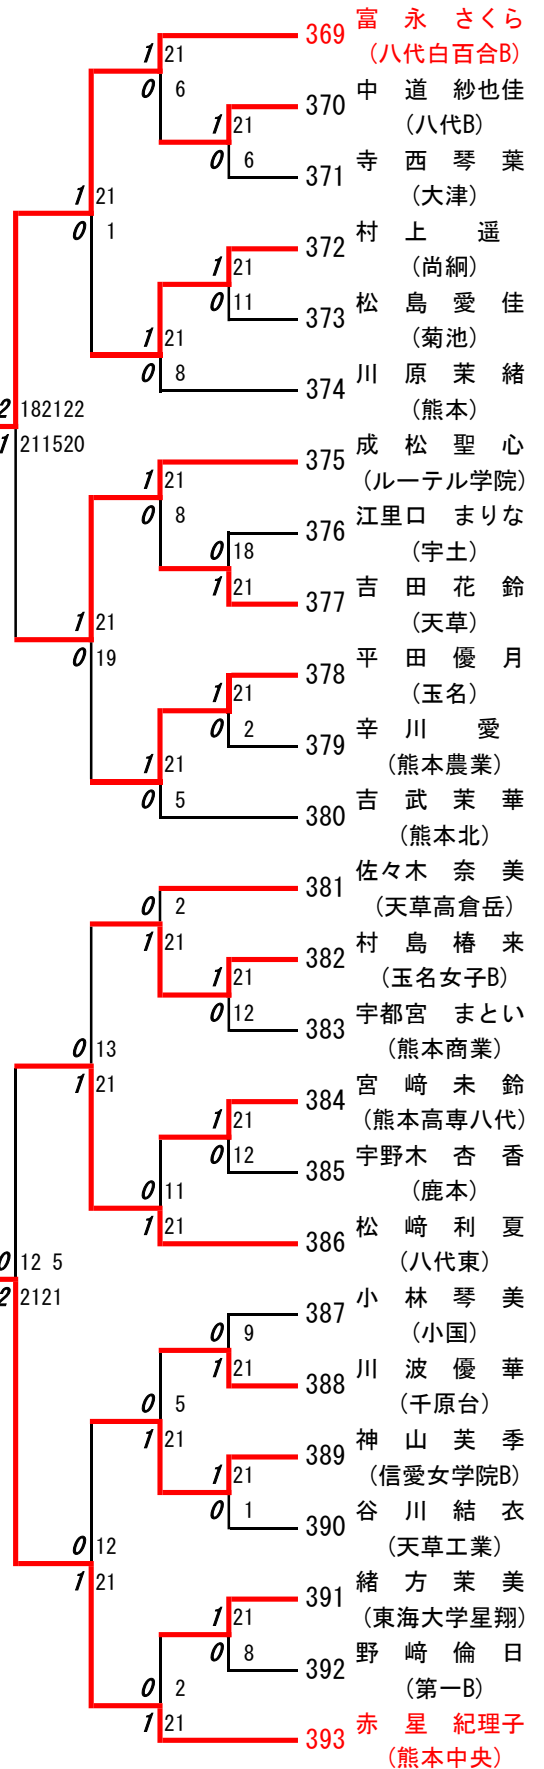 富 永 さくら
369
1 21
(八代白百合B)
0 6
中 道 紗也佳
370
1 21
(八代B)
0 6
寺 西 琴 葉
371
1 21
(大津)
0 1
村 上 遥
372
1 21
(尚絅)
0 11
松 島 愛 佳
373
1 21
(菊池)
0 8
川 原 茉 緒
374
2 182122
(熊本)
1 211520
成 松 聖 心
375
1 21
(ルーテル学院)
0 8
江里口 まりな
376
0 18
(宇土)
1 21
吉 田 花 鈴
377
1 21
(天草)
0 19
平 田 優 月
378
1 21
(玉名)
0 2
辛 川 愛
379
1 21
(熊本農業)
0 5
吉 武 茉 華
380
(熊本北)
佐々木 奈 美
381
0 2
(天草高倉岳)
1 21
村 島 椿 来
382
1 21
(玉名女子B)
0 12
宇都宮 まとい
383
0 13
(熊本商業)
1 21
宮 﨑 未 鈴
384
1 21
(熊本高専八代)
0 12
宇野木 杏 香
385
0 11
(鹿本)
1 21
松 﨑 利 夏
386
0 12 5
(八代東)
2 2121
小 林 琴 美
387
0 9
(小国)
1 21
川 波 優 華
388
0 5
(千原台)
1 21
神 山 芙 季
389
1 21
(信愛女学院B)
0 1
谷 川 結 衣
390
0 12
(天草工業)
1 21
緒 方 茉 美
391
1 21
(東海大学星翔)
0 8
野 﨑 倫 日
392
0 2
(第一B)
1 21
赤 星 紀理子
393
(熊本中央)